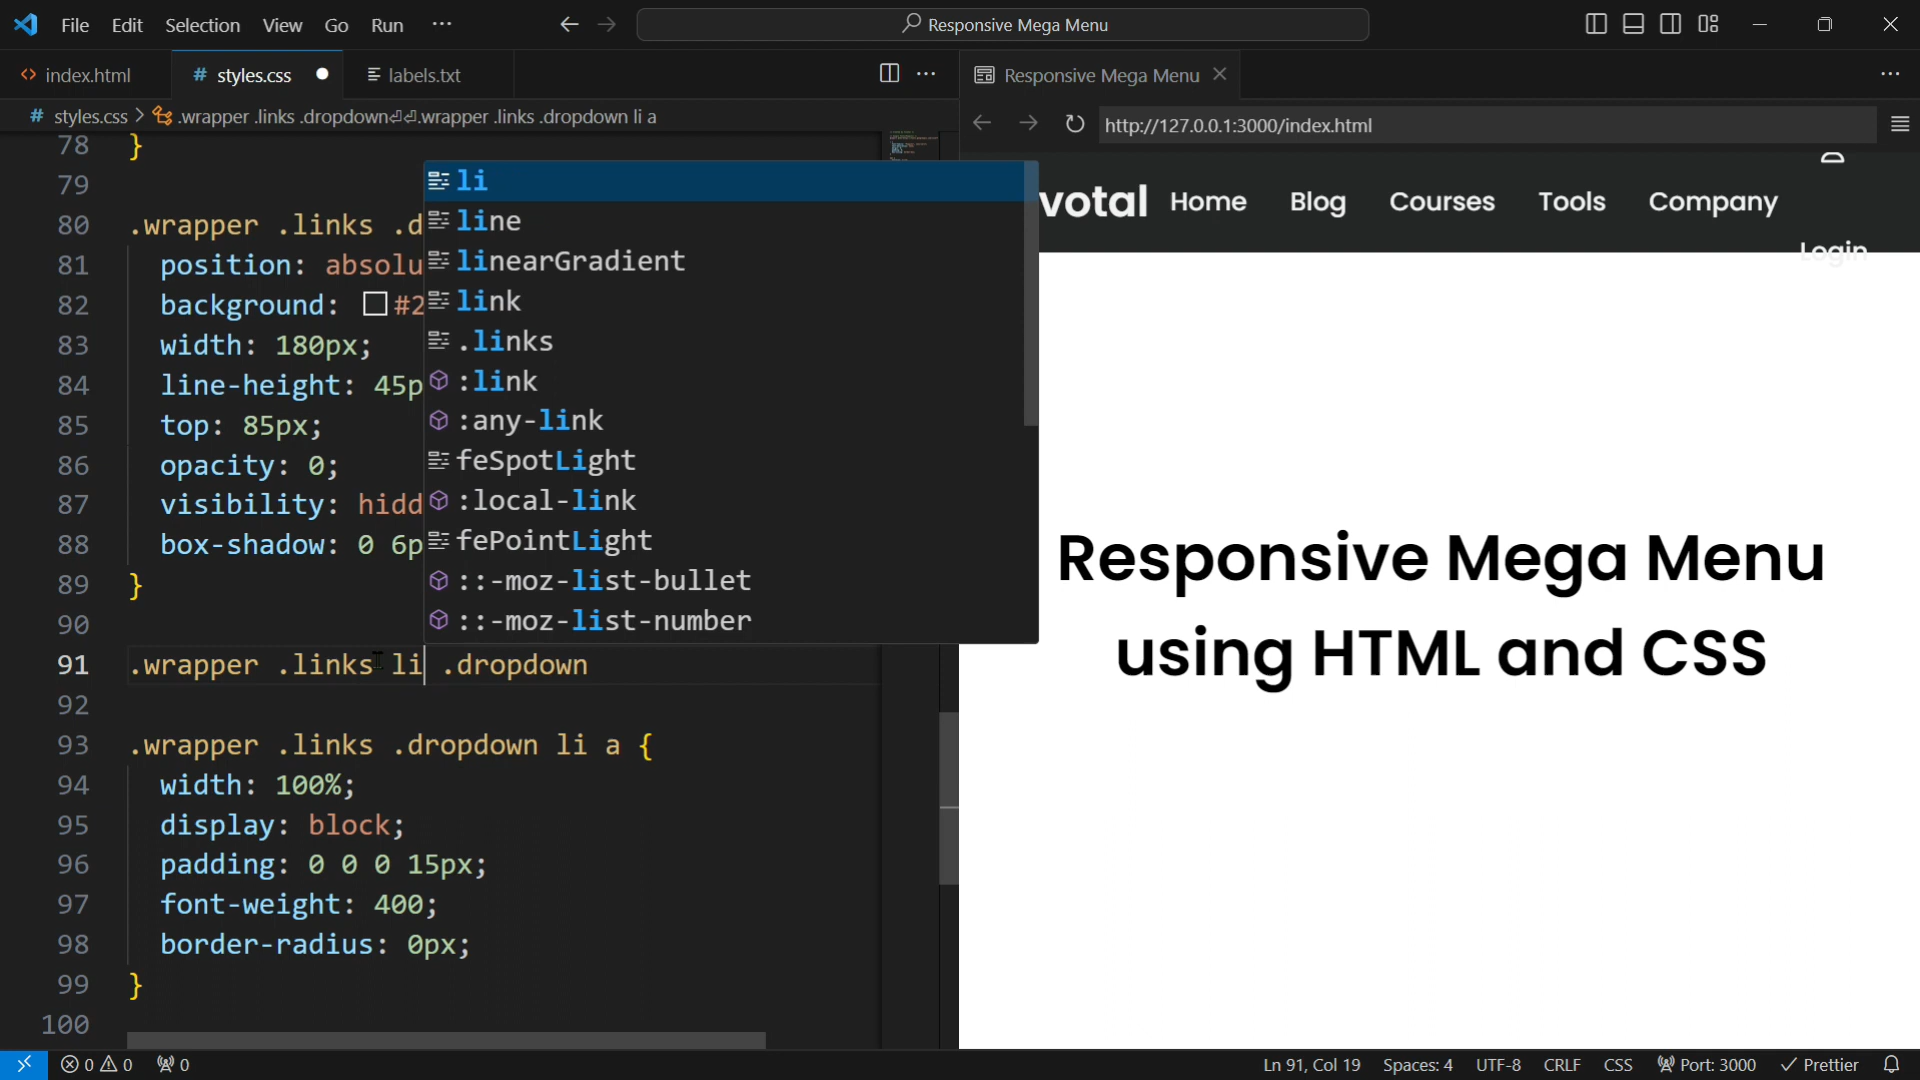 File Edit Selection View Go Run ··· Responsive Mega Menu
index.html # styles.css labels.txt ··· Responsive Mega Menu ···
# styles.css > .wrapper .links .dropdown⏎⏎.wrapper .links .dropdown li a http://127.0.0.1:3000/index.html
78 }
79
80 .wrapper .links .d
81 position: absolu
82 background: #2
83 width: 180px;
84 line-height: 45p
85 top: 85px;
86 opacity: 0;
87 visibility: hidd
88 box-shadow: 0 6p
89 }
90
91 .wrapper .links li .dropdown
92
93 .wrapper .links .dropdown li a {
94 width: 100%;
95 display: block;
96 padding: 0 0 0 15px;
97 font-weight: 400;
98 border-radius: 0px;
99 }
100
li
line
linearGradient
link
.links
:link
:any-link
feSpotLight
:local-link
fePointLight
::-moz-list-bullet
::-moz-list-number
votal Home Blog Courses Tools Company
Login
Responsive Mega Menu
using HTML and CSS
0 0 0 Ln 91, Col 19 Spaces: 4 UTF-8 CRLF CSS Port: 3000 Prettier